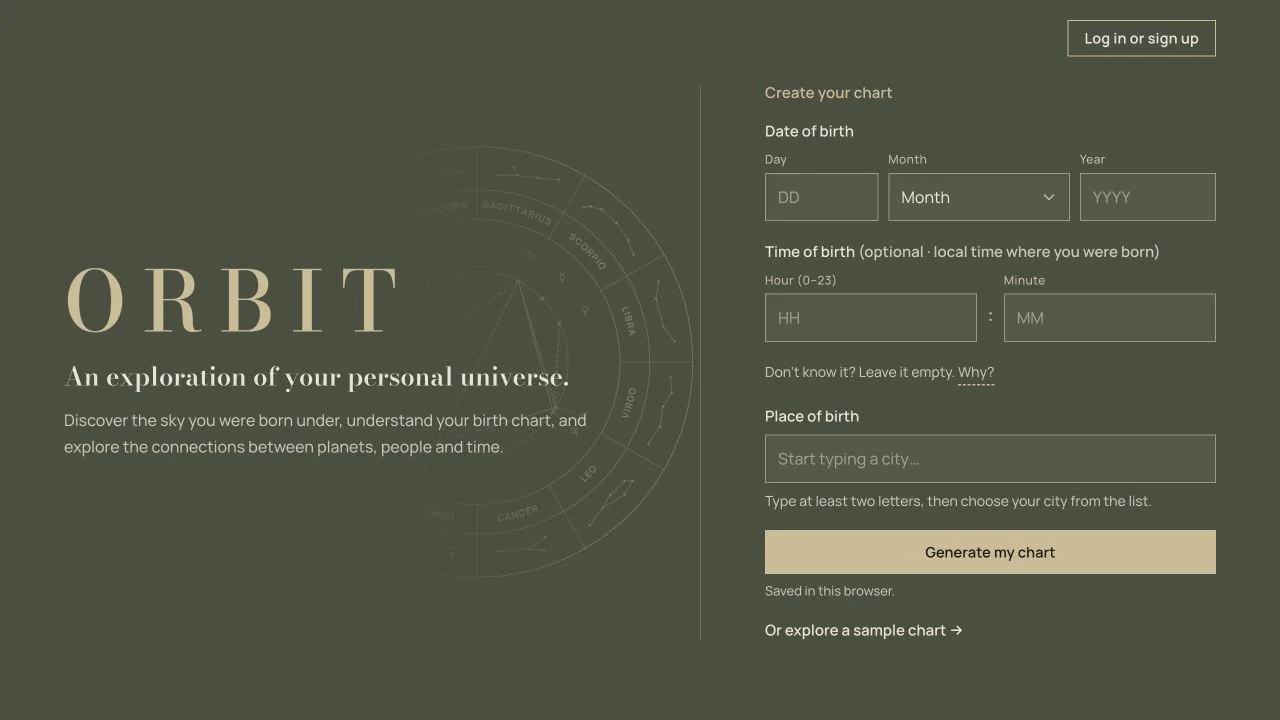 Log in or sign up
ORBIT
An exploration of your personal universe.
Discover the sky you were born under, understand your birth chart, and
explore the connections between planets, people and time.
SAGITTARIUS
SCORPIO
LIBRA
VIRGO
LEO
CANCER
Create your chart
Date of birth
Day Month Year
DD Month YYYY
Time of birth (optional · local time where you were born)
Hour (0–23) Minute
HH : MM
Don't know it? Leave it empty. Why?
Place of birth
Start typing a city…
Type at least two letters, then choose your city from the list.
Generate my chart
Saved in this browser.
Or explore a sample chart →